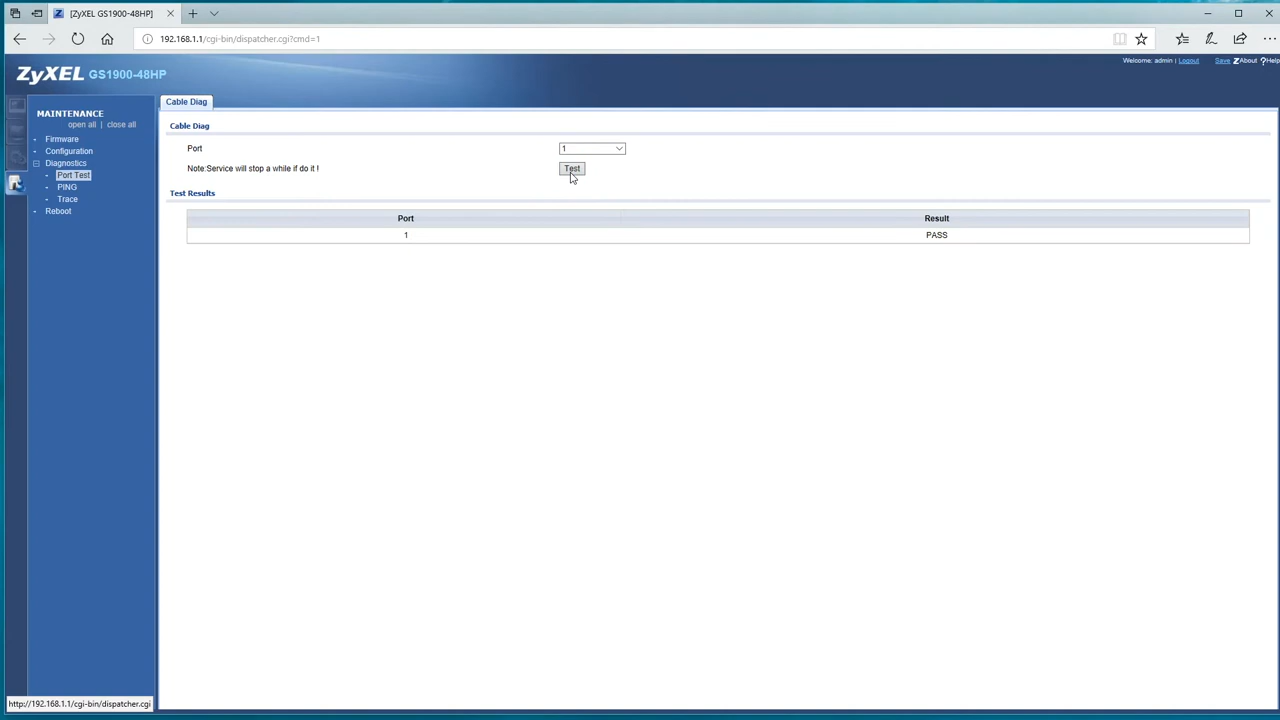 [ZyXEL GS1900-48HP]
192.168.1.1/cgi-bin/dispatcher.cgi?cmd=1
ZyXEL GS1900-48HP
Welcome: admin | Logout Save About Help
MAINTENANCE
open all | close all
Firmware
Configuration
Diagnostics
Port Test
PING
Trace
Reboot
Cable Diag
Cable Diag
Port 1
Note:Service will stop a while if do it ! Test
Test Results
Port Result
1 PASS
http://192.168.1.1/cgi-bin/dispatcher.cgi